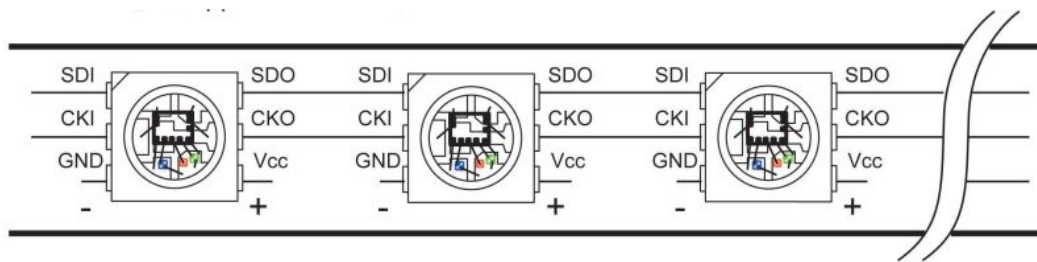 SDI SDO SDI SDO SDI SDO
CKI CKO CKI CKO CKI CKO
GND Vcc GND Vcc GND Vcc
- + - + - +